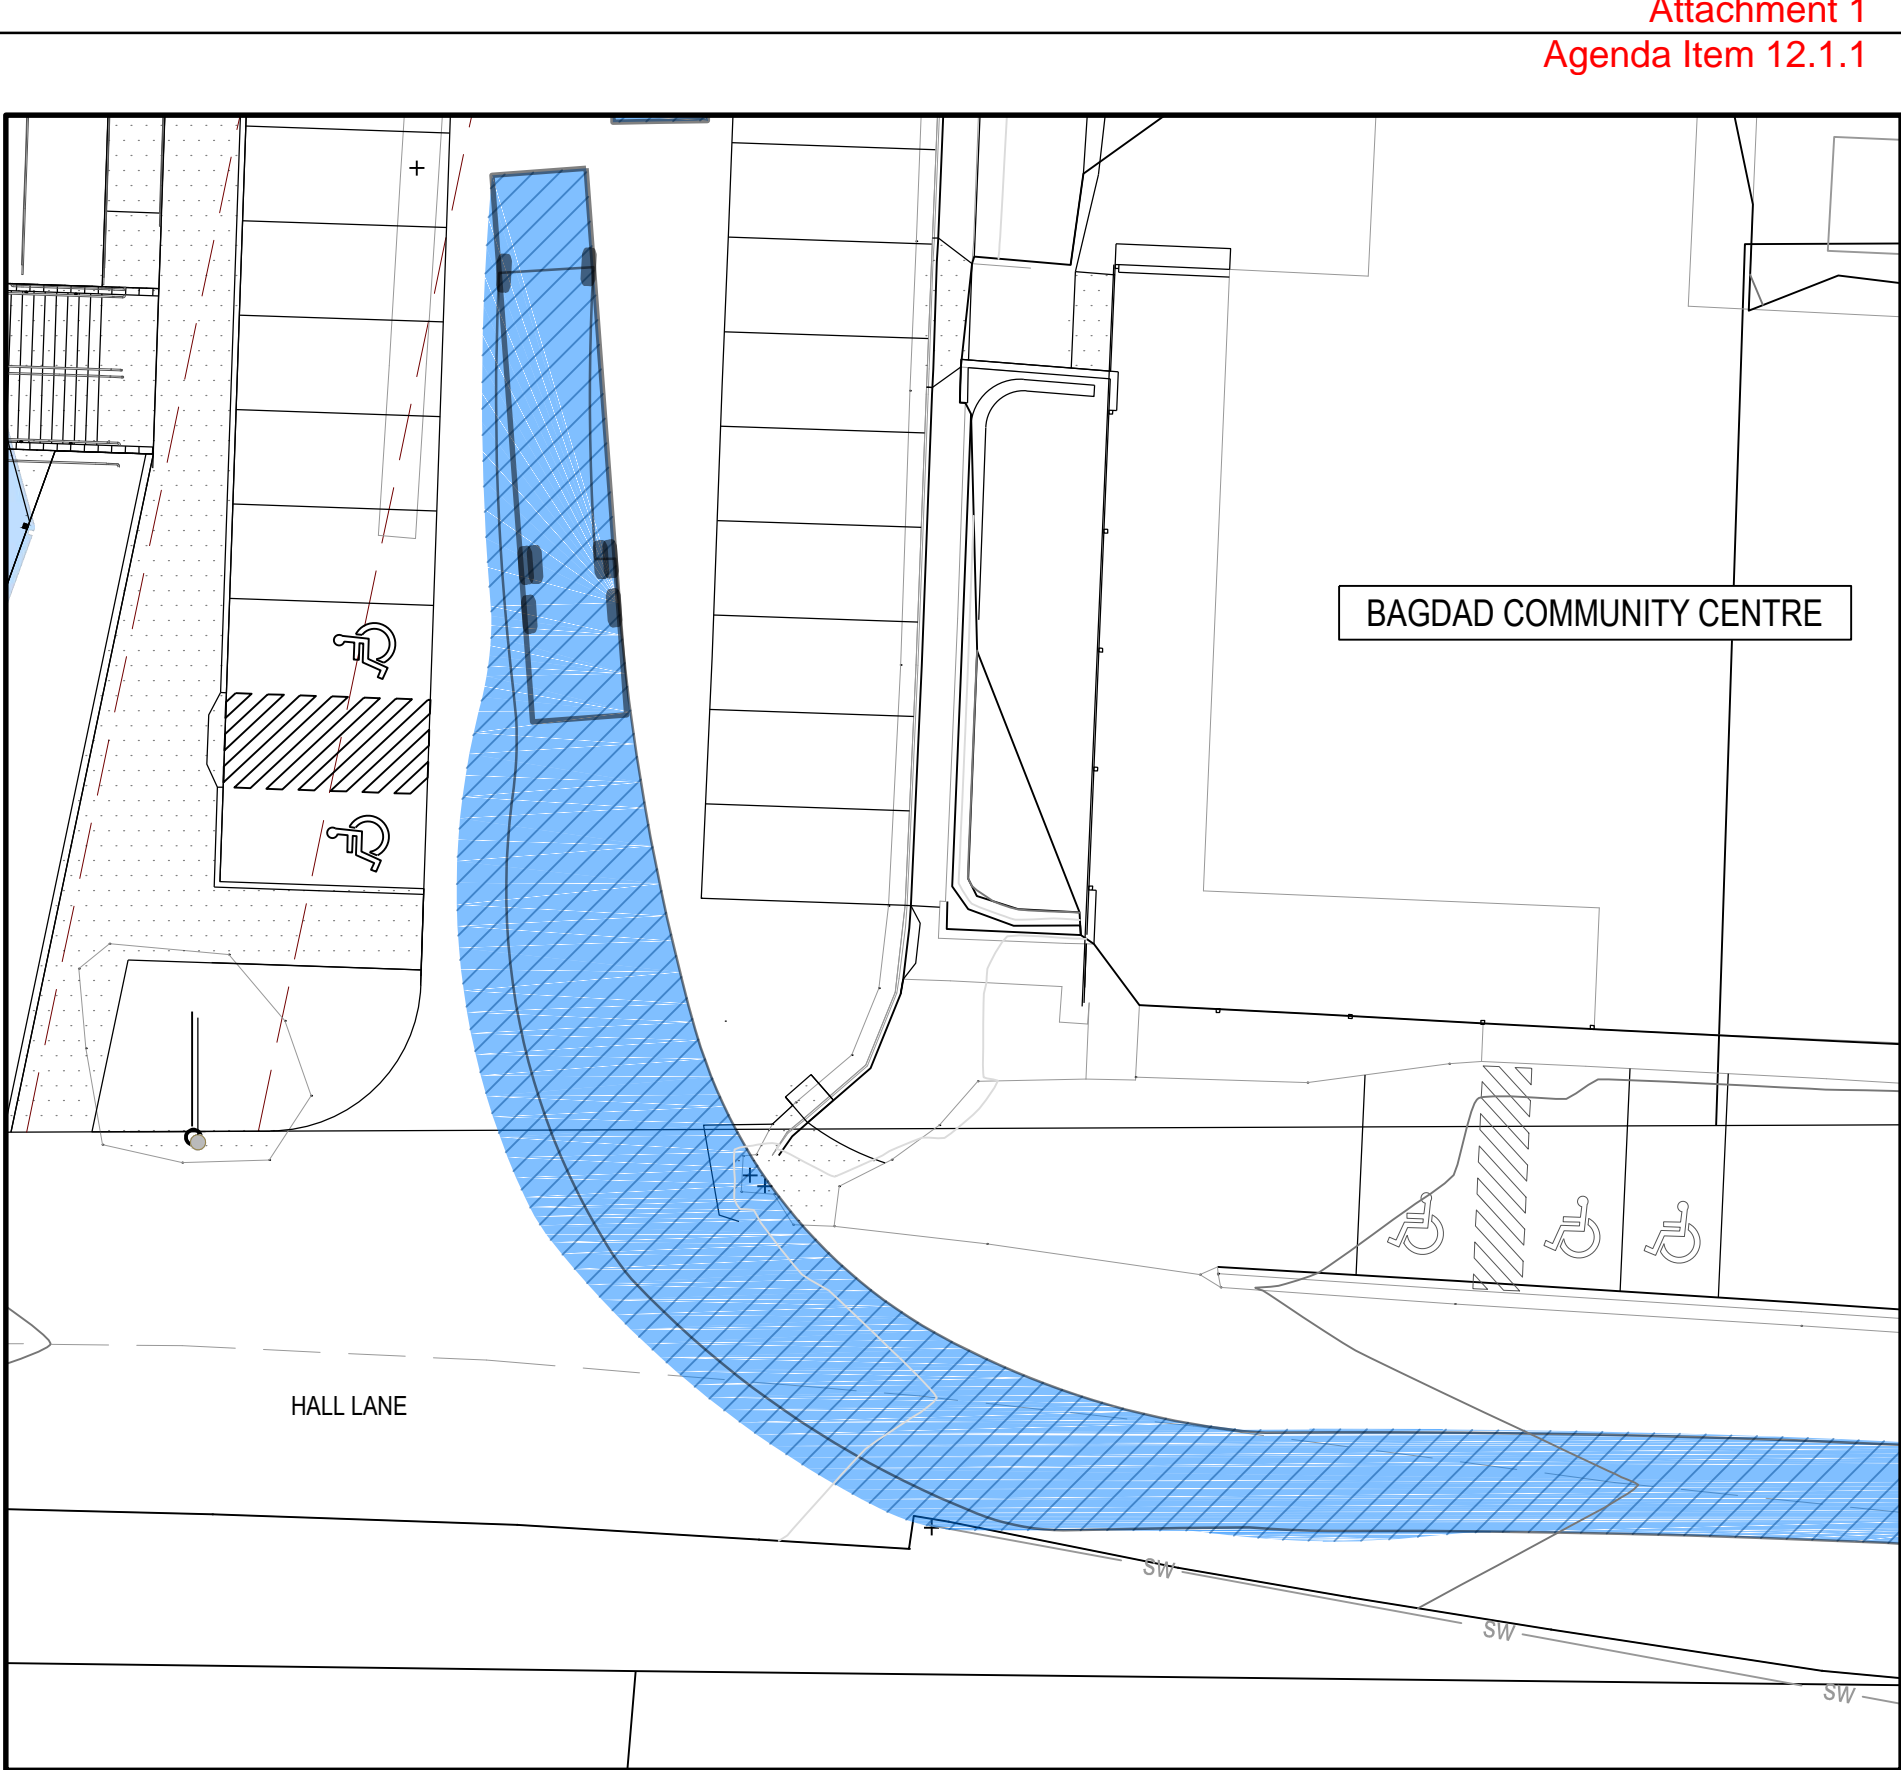 Attachment 1
Agenda Item 12.1.1
BAGDAD COMMUNITY CENTRE
HALL LANE
SW
SW
SW